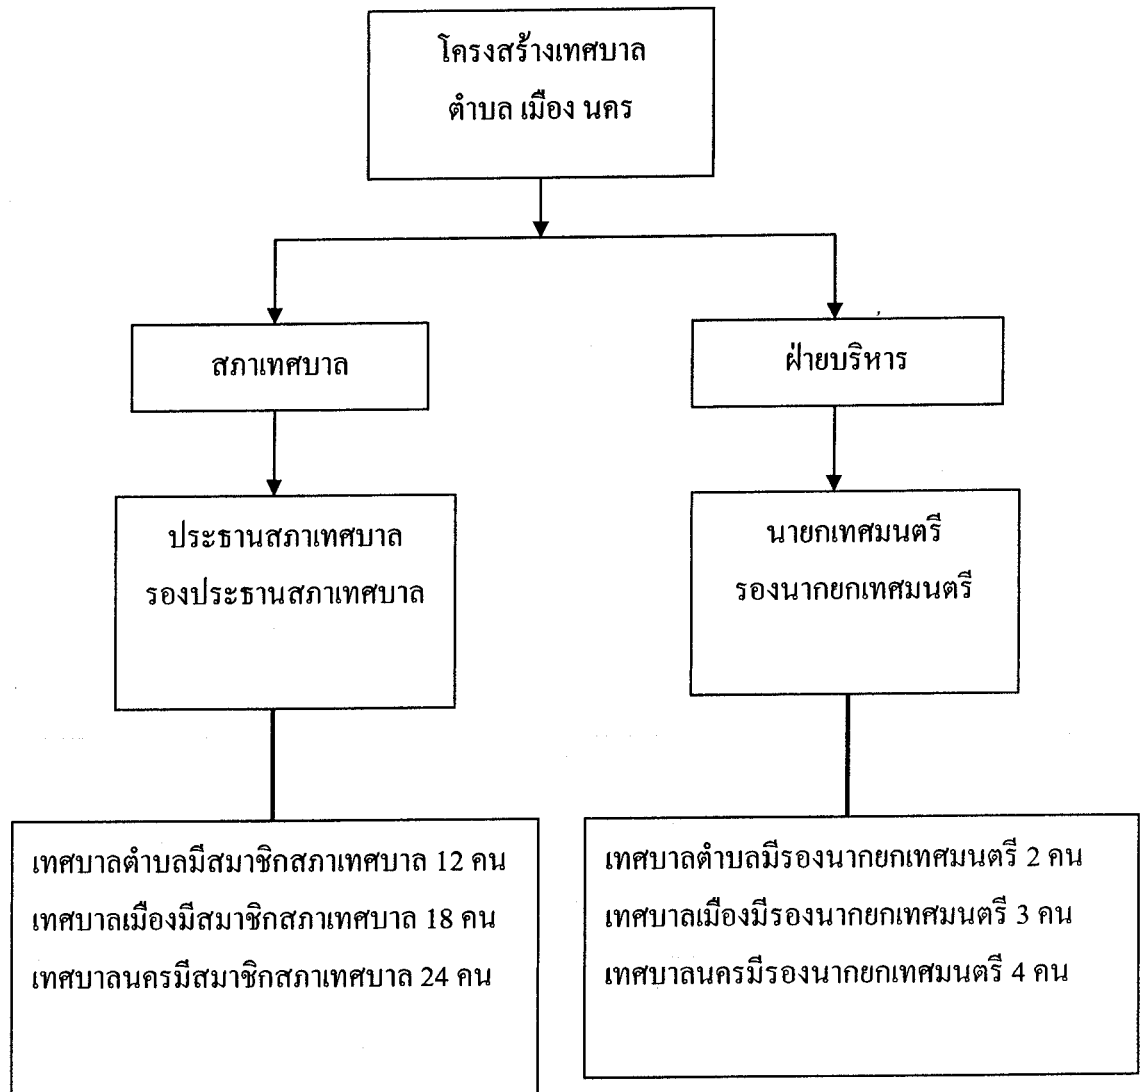 โครงสร้างเทศบาล
ตำบล เมือง นคร
สภาเทศบาล
ฝ่ายบริหาร
ประธานสภาเทศบาล
รองประธานสภาเทศบาล
นายกเทศมนตรี
รองนากยกเทศมนตรี
เทศบาลตำบลมีสมาชิกสภาเทศบาล 12 คน
เทศบาลเมืองมีสมาชิกสภาเทศบาล 18 คน
เทศบาลนครมีสมาชิกสภาเทศบาล 24 คน
เทศบาลตำบลมีรองนากยกเทศมนตรี 2 คน
เทศบาลเมืองมีรองนากยกเทศมนตรี 3 คน
เทศบาลนครมีรองนากยกเทศมนตรี 4 คน